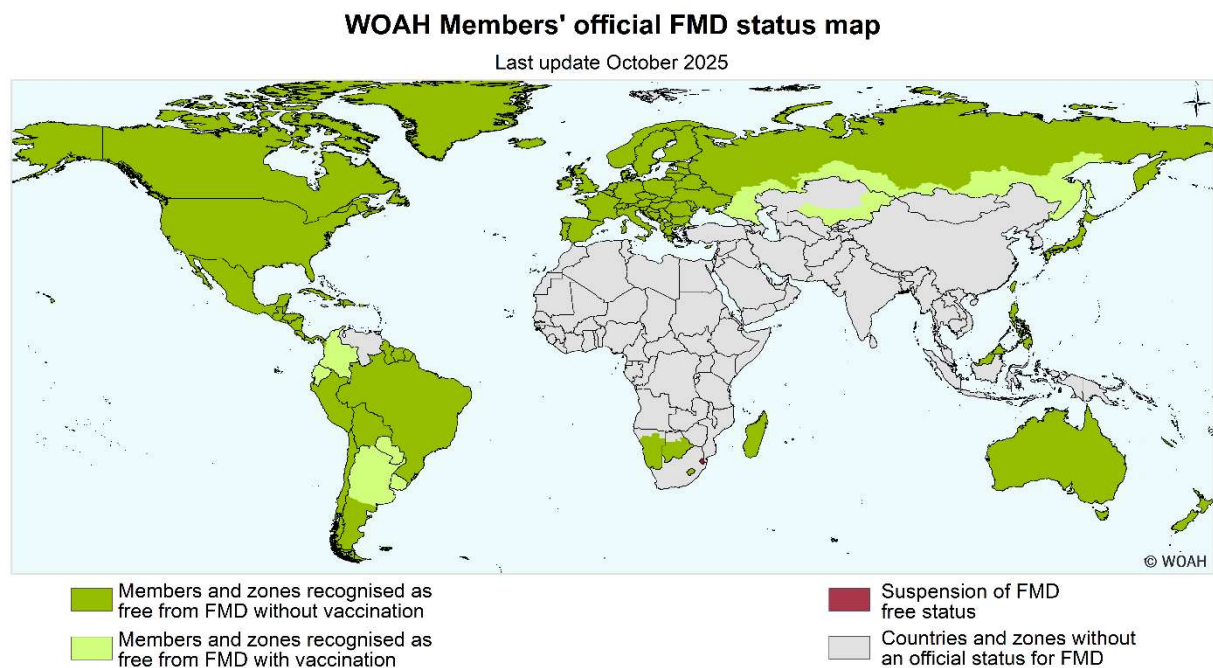 WOAH Members' official FMD status map
Last update October 2025
© WOAH
Members and zones recognised as
free from FMD without vaccination
Members and zones recognised as
free from FMD with vaccination
Suspension of FMD
free status
Countries and zones without
an official status for FMD